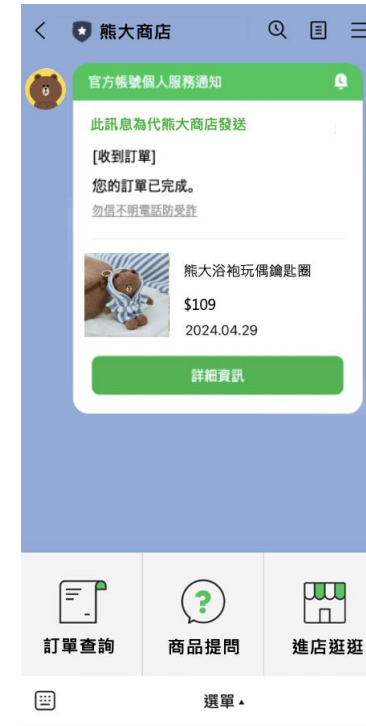 熊大商店
官方帳號個人服務通知
此訊息為代熊大商店發送
[收到訂單]
您的訂單已完成。
勿信不明電話防受詐
熊大浴袍玩偶鑰匙圈
$109
2024.04.29
詳細資訊
訂單查詢
商品提問
進店逛逛
選單▲